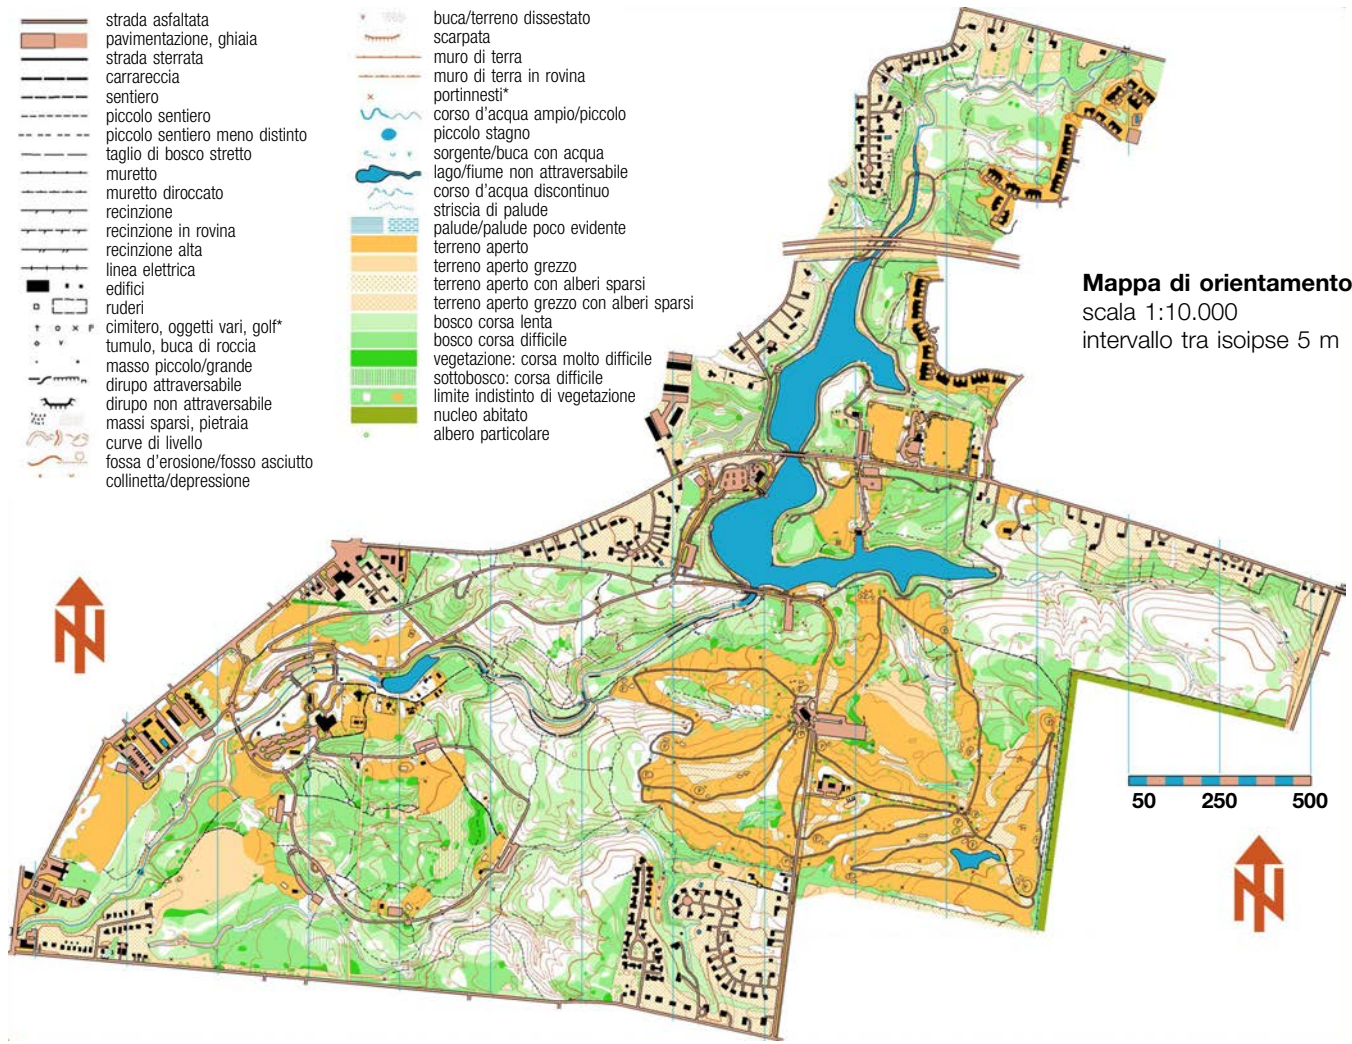 strada asfaltata
pavimentazione, ghiaia
strada sterrata
carrareccia
sentiero
piccolo sentiero
piccolo sentiero meno distinto
taglio di bosco stretto
muretto
muretto diroccato
recinzione
recinzione in rovina
recinzione alta
linea elettrica
edifici
ruderi
cimitero, oggetti vari, golf*
tumulo, buca di roccia
masso piccolo/grande
dirupo attraversabile
dirupo non attraversabile
massi sparsi, pietraia
curve di livello
fossa d'erosione/fosso asciutto
collinetta/depressione
buca/terreno dissestato
scarpata
muro di terra
muro di terra in rovina
portinnesti*
corso d'acqua ampio/piccolo
piccolo stagno
sorgente/buca con acqua
lago/fiume non attraversabile
corso d'acqua discontinuo
striscia di palude
palude/palude poco evidente
terreno aperto
terreno aperto grezzo
terreno aperto con alberi sparsi
terreno aperto grezzo con alberi sparsi
bosco corsa lenta
bosco corsa difficile
vegetazione: corsa molto difficile
sottobosco: corsa difficile
limite indistinto di vegetazione
nucleo abitato
albero particolare
Mappa di orientamento
scala 1:10.000
intervallo tra isoipse 5 m
50 250 500
N
N